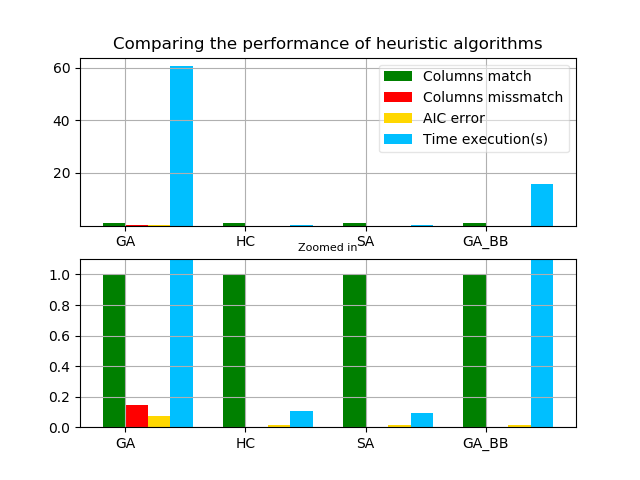 Comparing the performance of heuristic algorithms
60
40
20
Columns match
Columns missmatch
AIC error
Time execution(s)
GA HC SA GA_BB
Zoomed in
1.0
0.8
0.6
0.4
0.2
0.0
GA HC SA GA_BB